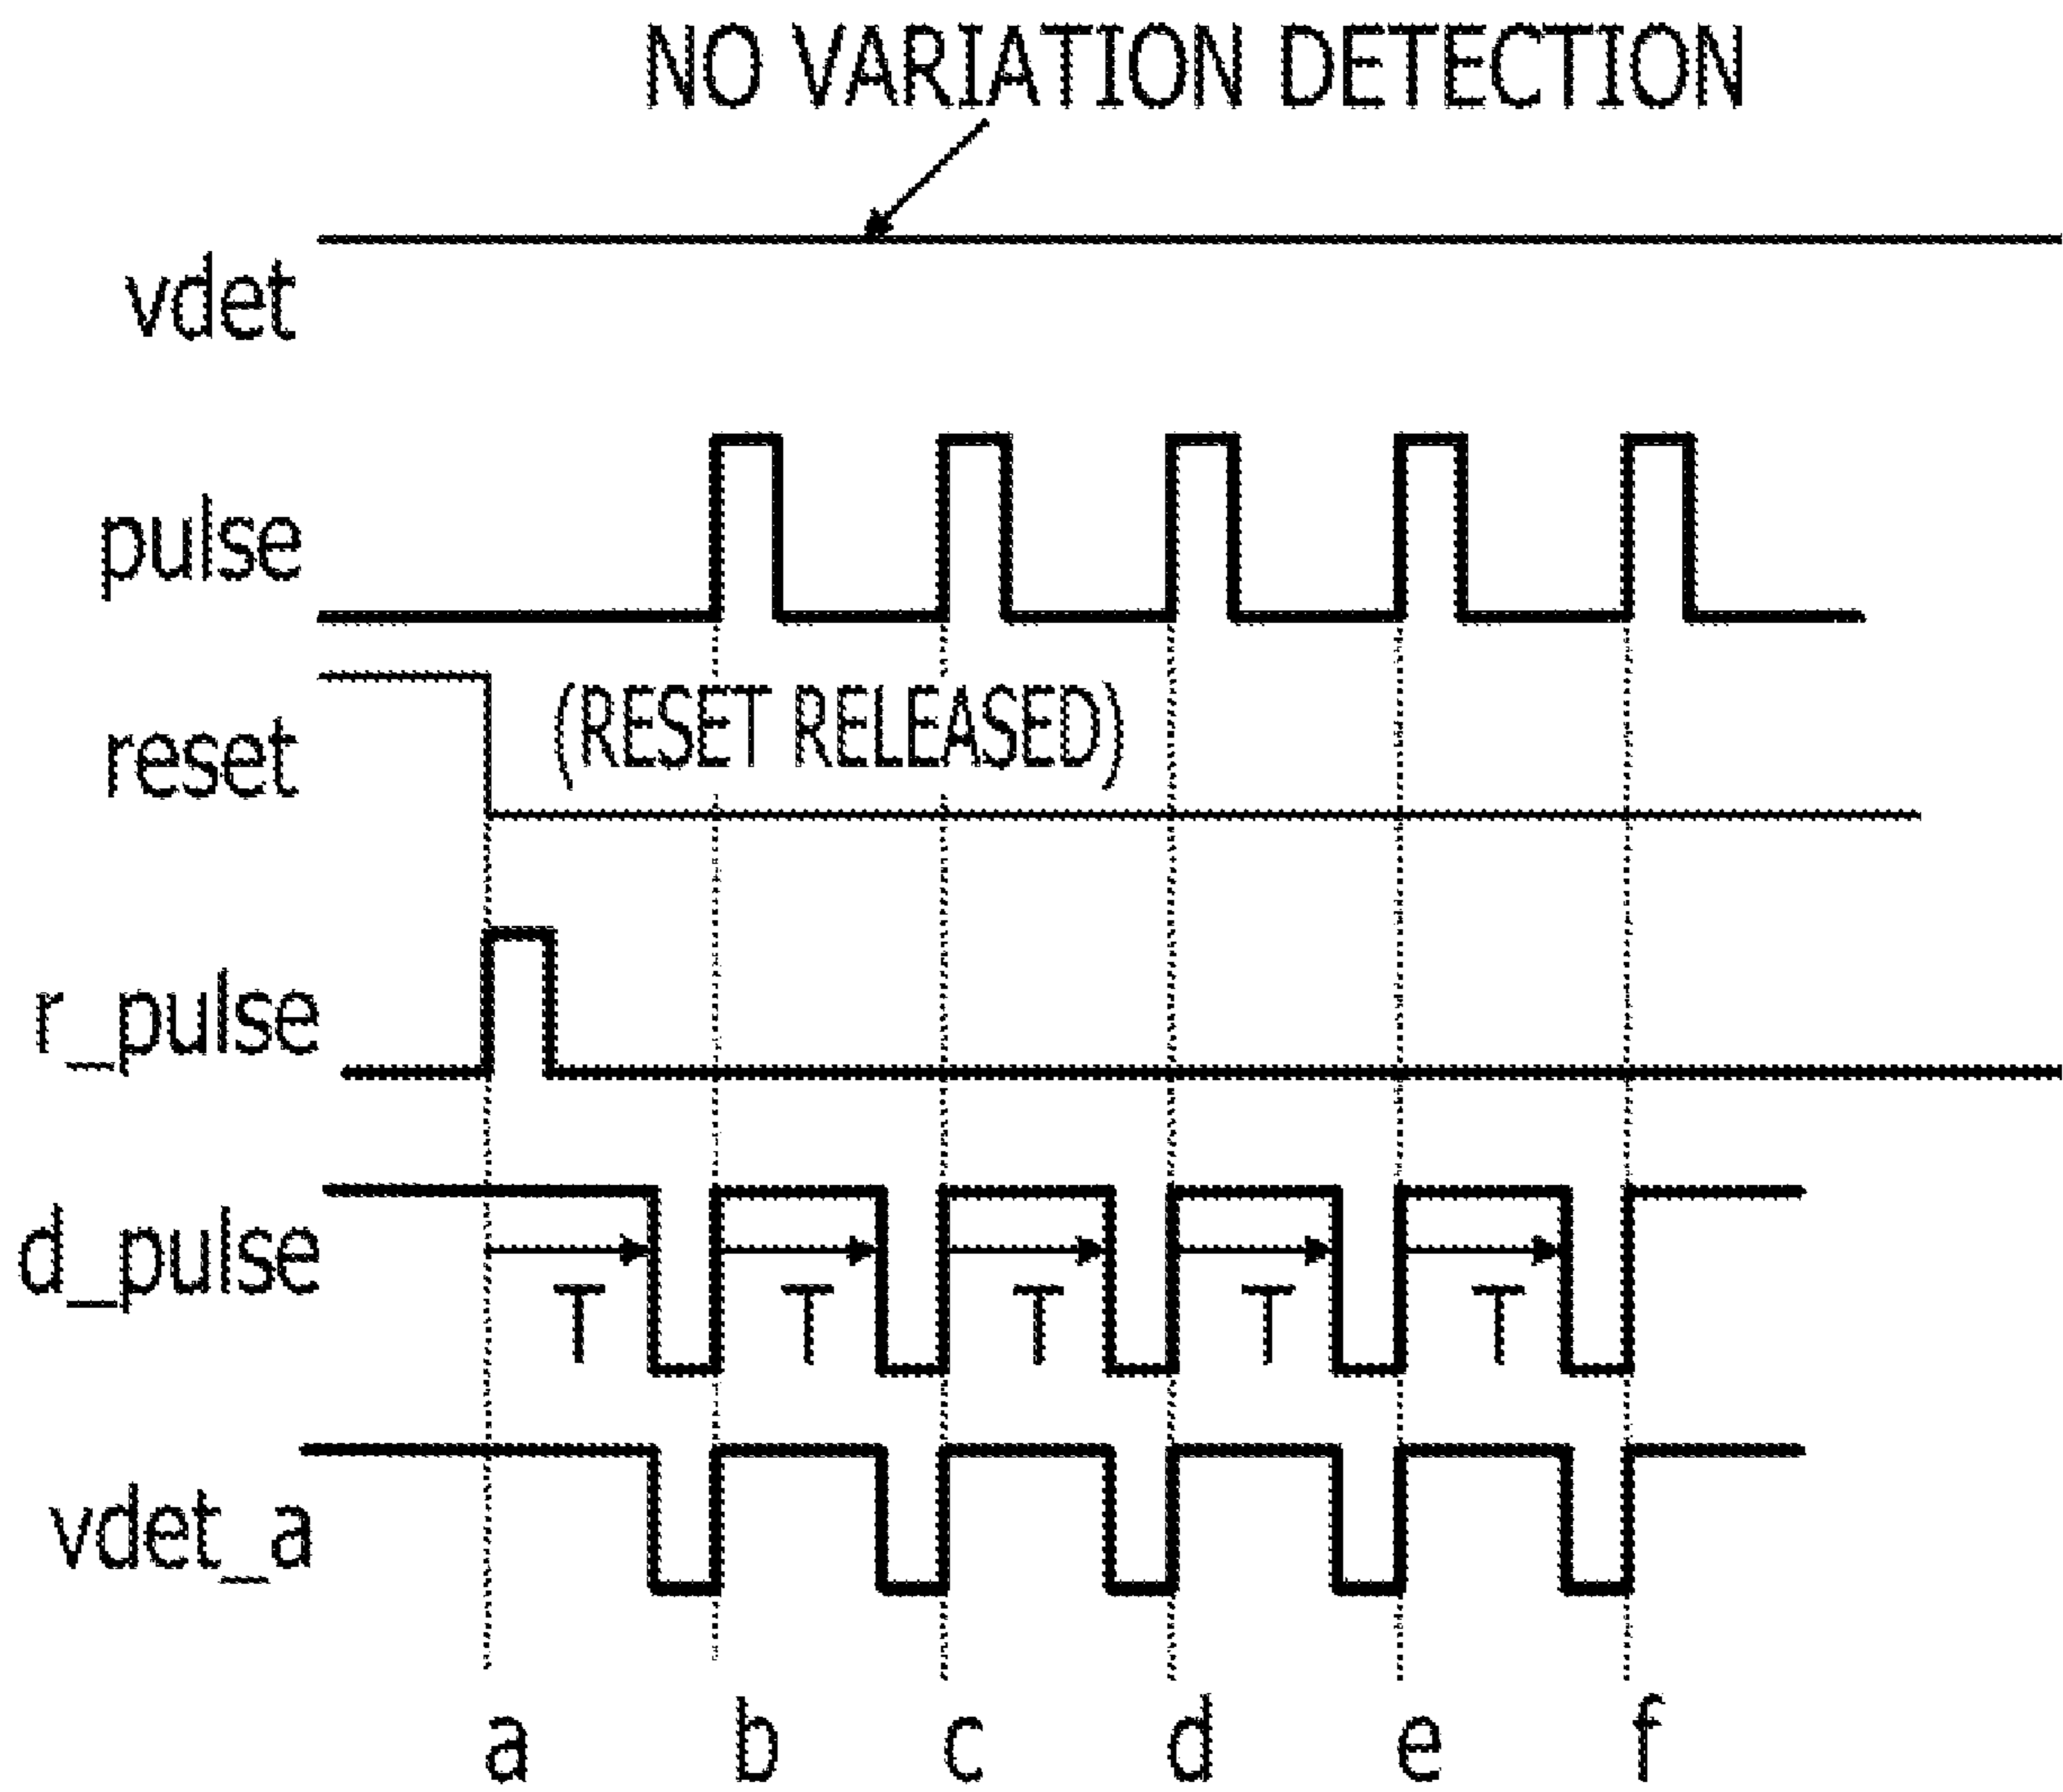 NO VARIATION DETECTION
vdet
pulse
reset (RESET RELEASED)
r_pulse
d_pulse
T T T T T
vdet_a
a b c d e f